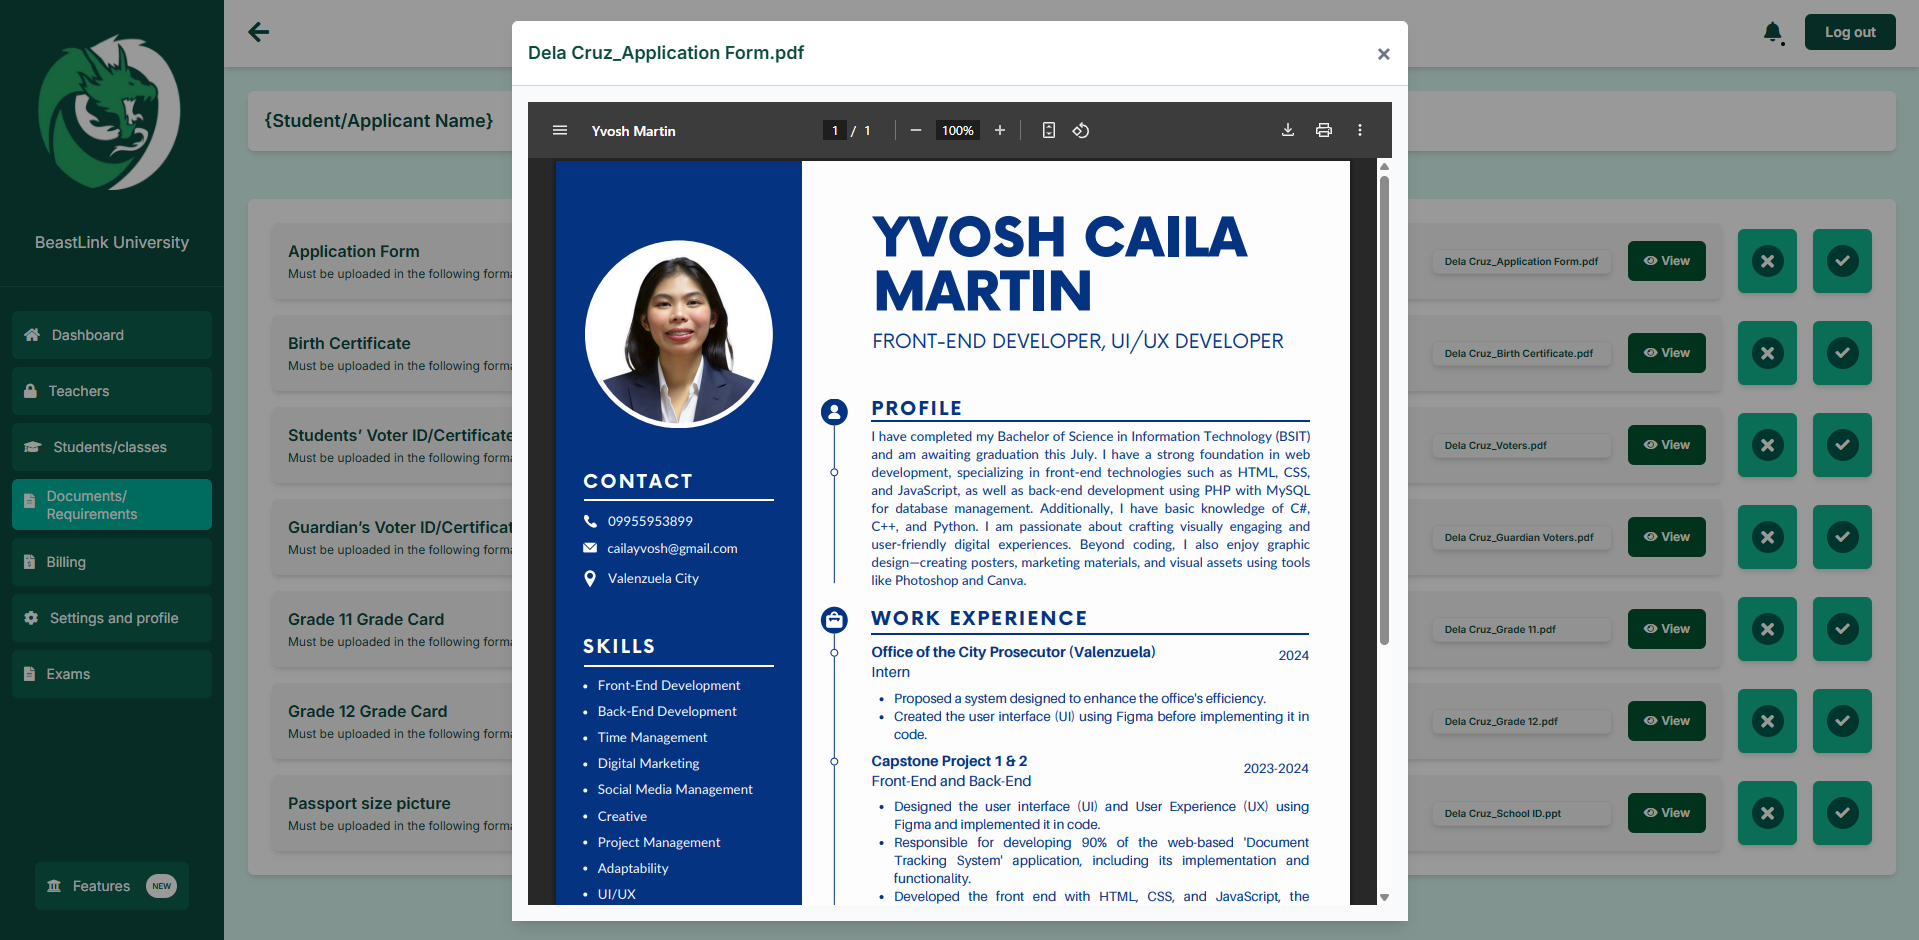 BeastLink University
Dashboard
Teachers
Students/classes
Documents/
Requirements
Billing
Settings and profile
Exams
Features NEW
Log out
{Student/Applicant Name}
Application Form
Must be uploaded in the following forma
Birth Certificate
Must be uploaded in the following forma
Students’ Voter ID/Certificate
Must be uploaded in the following forma
Guardian’s Voter ID/Certificat
Must be uploaded in the following forma
Grade 11 Grade Card
Must be uploaded in the following forma
Grade 12 Grade Card
Must be uploaded in the following forma
Passport size picture
Must be uploaded in the following forma
Dela Cruz_Application Form.pdf
Yvosh Martin
1 / 1
100%
CONTACT
09955953899
cailayvosh@gmail.com
Valenzuela City
SKILLS
• Front-End Development
• Back-End Development
• Time Management
• Digital Marketing
• Social Media Management
• Creative
• Project Management
• Adaptability
• UI/UX
YVOSH CAILA
MARTIN
FRONT-END DEVELOPER, UI/UX DEVELOPER
PROFILE
I have completed my Bachelor of Science in Information Technology (BSIT)
and am awaiting graduation this July. I have a strong foundation in web
development, specializing in front-end technologies such as HTML, CSS,
and JavaScript, as well as back-end development using PHP with MySQL
for database management. Additionally, I have basic knowledge of C#,
C++, and Python. I am passionate about crafting visually engaging and
user-friendly digital experiences. Beyond coding, I also enjoy graphic
design—creating posters, marketing materials, and visual assets using tools
like Photoshop and Canva.
WORK EXPERIENCE
Office of the City Prosecutor (Valenzuela) 2024
Intern
• Proposed a system designed to enhance the office's efficiency.
• Created the user interface (UI) using Figma before implementing it in
code.
Capstone Project 1 & 2 2023-2024
Front-End and Back-End
• Designed the user interface (UI) and User Experience (UX) using
Figma and implemented it in code.
• Responsible for developing 90% of the web-based 'Document
Tracking System' application, including its implementation and
functionality.
• Developed the front end with HTML, CSS, and JavaScript, the
Dela Cruz_Application Form.pdf View
Dela Cruz_Birth Certificate.pdf View
Dela Cruz_Voters.pdf View
Dela Cruz_Guardian Voters.pdf View
Dela Cruz_Grade 11.pdf View
Dela Cruz_Grade 12.pdf View
Dela Cruz_School ID.ppt View